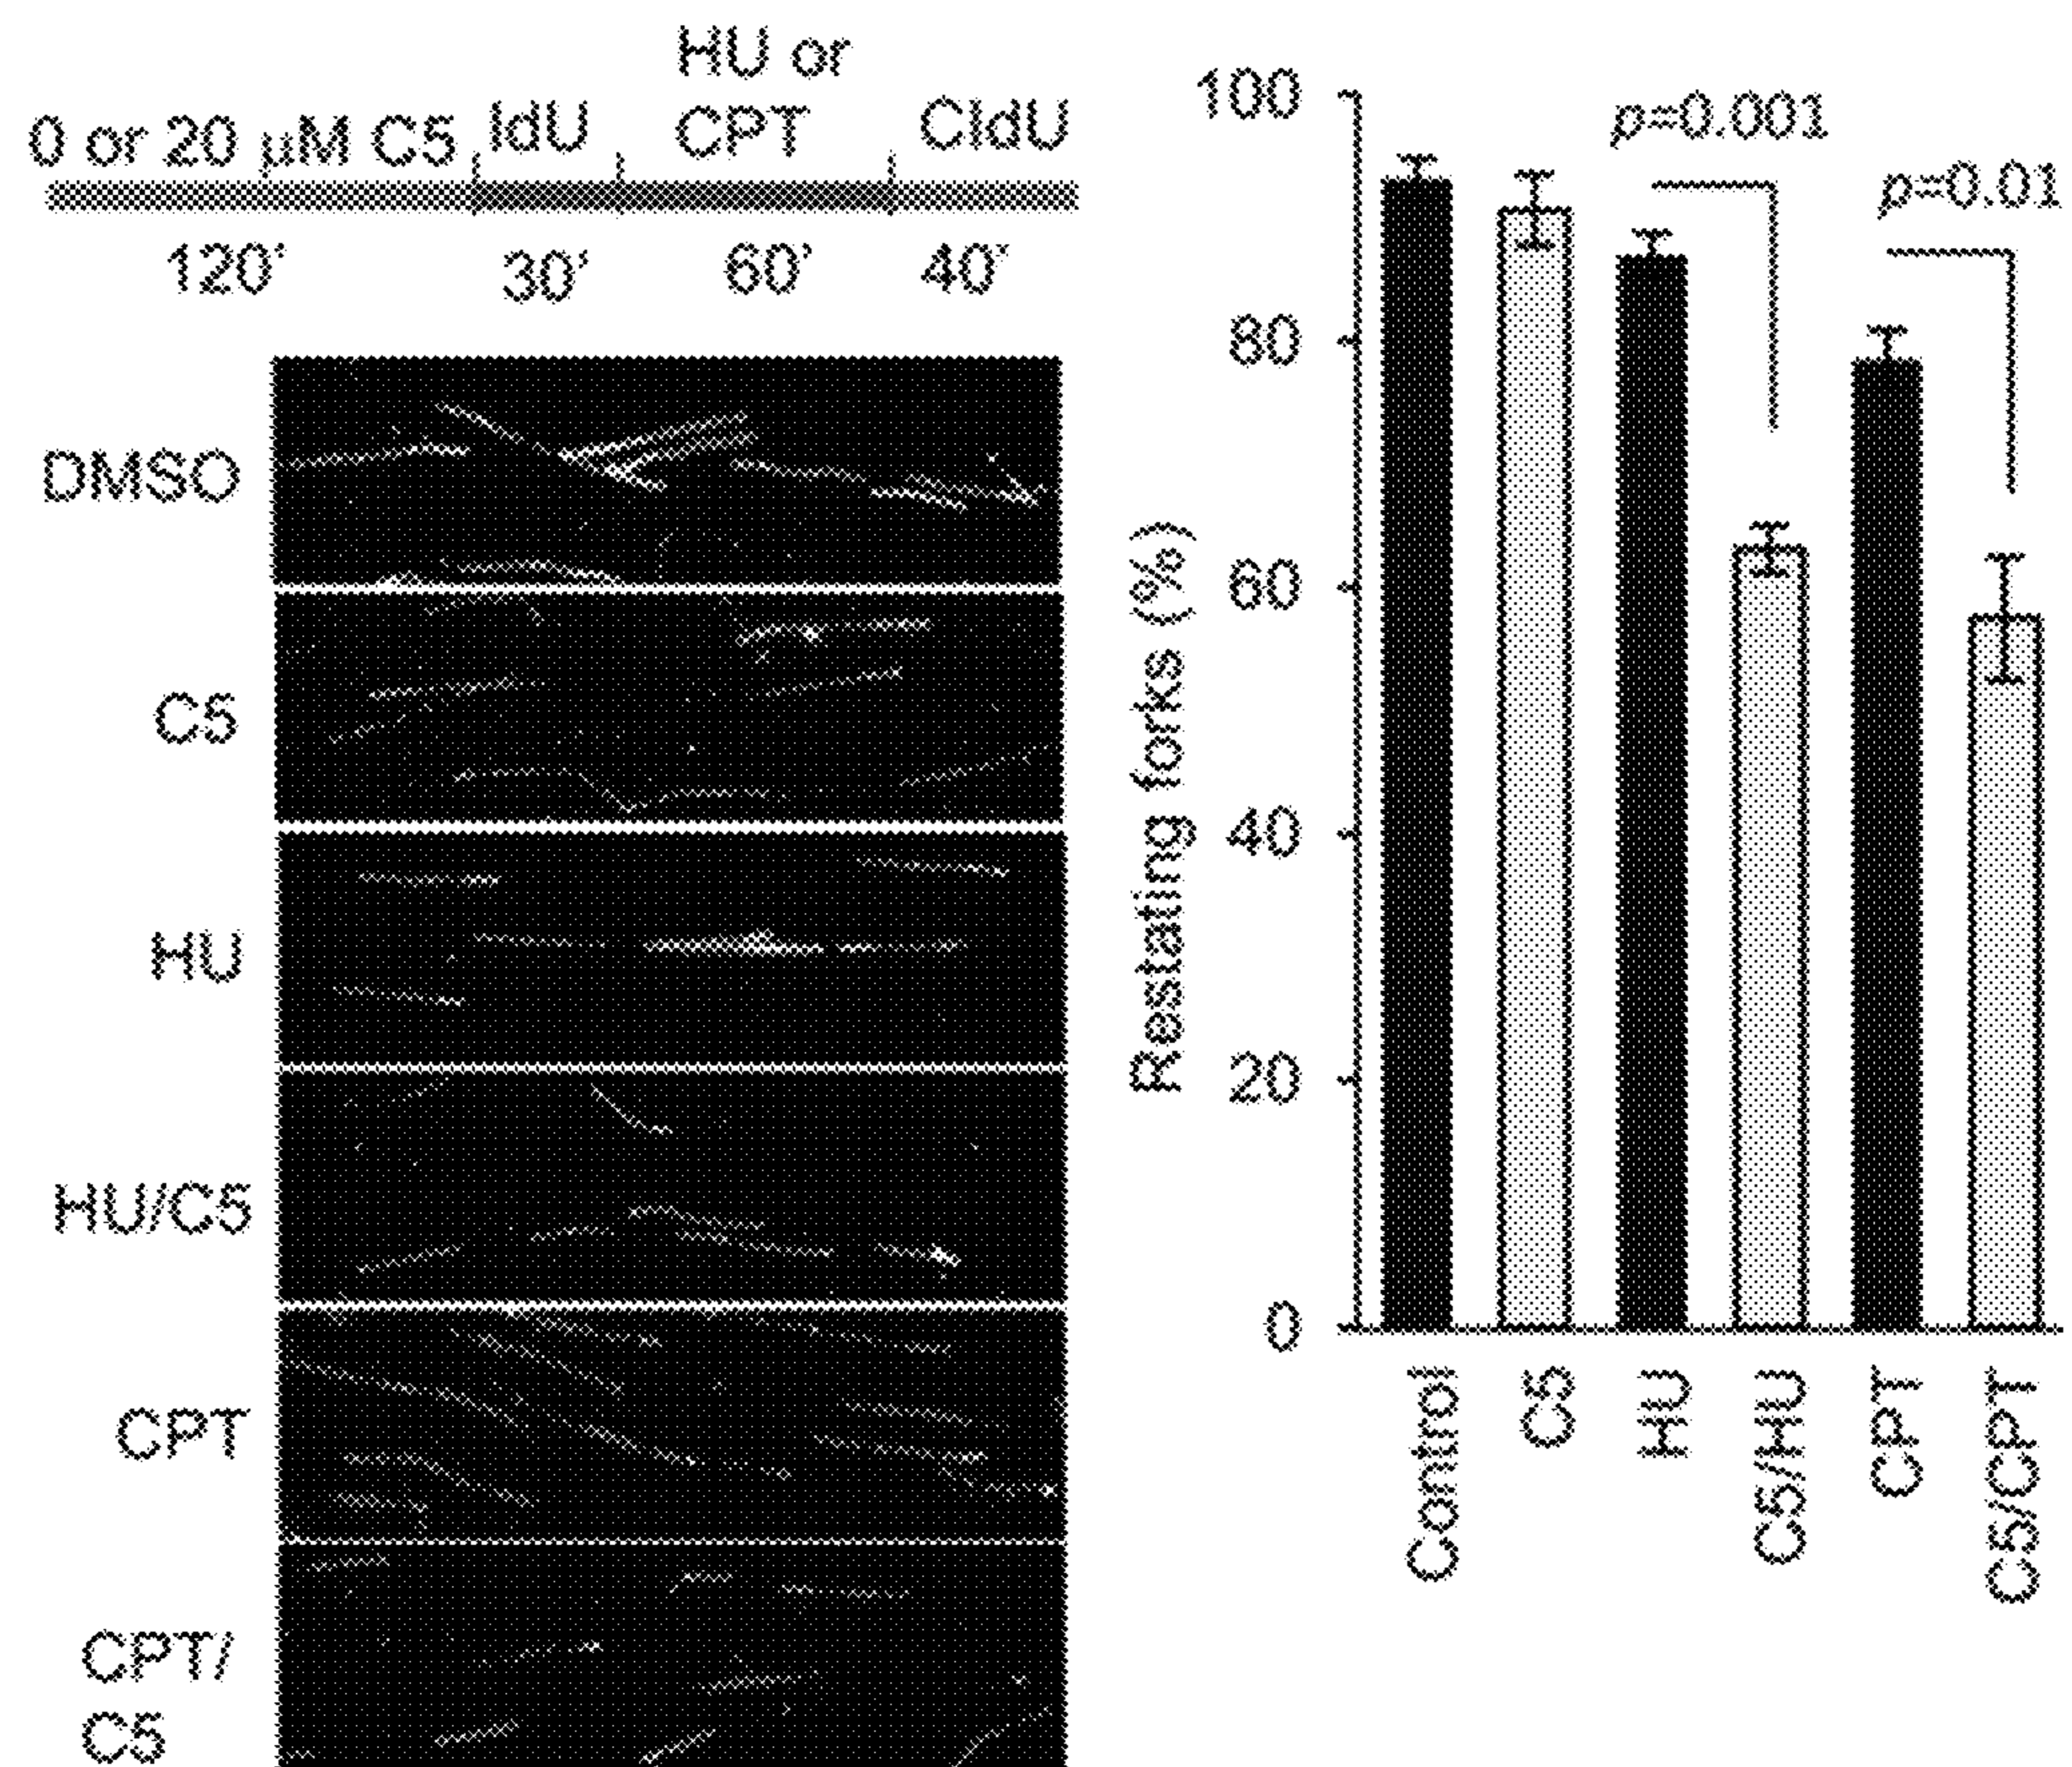 HU or
0 or 20 μM C5 IdU CPT CldU
120' 30' 60' 40'
DMSO
C5
HU
HU/C5
CPT
CPT/
C5
Restating forks (%)
100
80
60
40
20
0
p=0.001
p=0.01
Control
C5
HU
C5/HU
CPT
C5/CPT